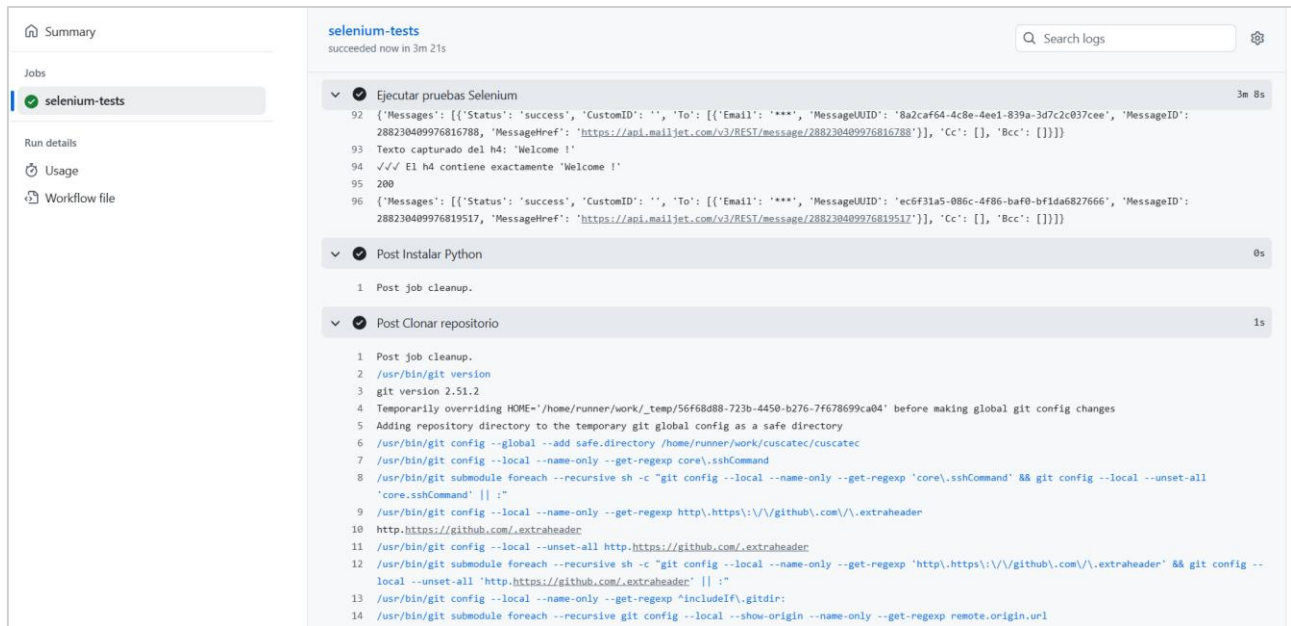 Summary
Jobs
selenium-tests
Run details
Usage
Workflow file
selenium-tests
succeeded now in 3m 21s
Search logs
Ejecutar pruebas Selenium 3m 8s
92 {'Messages': [{'Status': 'success', 'CustomID': '', 'To': [{'Email': '***', 'MessageUUID': '8a2caf64-4c8e-4ee1-839a-3d7c2c037cee', 'MessageID':
288230409976816788, 'MessageHref': 'https://api.mailjet.com/v3/REST/message/288230409976816788'}], 'Cc': [], 'Bcc': []}]}
93 Texto capturado del h4: 'Welcome !'
94 ✓✓✓ El h4 contiene exactamente 'Welcome !'
95 200
96 {'Messages': [{'Status': 'success', 'CustomID': '', 'To': [{'Email': '***', 'MessageUUID': 'ec6f31a5-086c-4f86-baf0-bf1da6827666', 'MessageID':
288230409976819517, 'MessageHref': 'https://api.mailjet.com/v3/REST/message/288230409976819517'}], 'Cc': [], 'Bcc': []}]}
Post Instalar Python 0s
1 Post job cleanup.
Post Clonar repositorio 1s
1 Post job cleanup.
2 /usr/bin/git version
3 git version 2.51.2
4 Temporarily overriding HOME='/home/runner/work/_temp/56f68d88-723b-4450-b276-7f678699ca04' before making global git config changes
5 Adding repository directory to the temporary git global config as a safe directory
6 /usr/bin/git config --global --add safe.directory /home/runner/work/cuscatec/cuscatec
7 /usr/bin/git config --local --name-only --get-regexp core\.sshCommand
8 /usr/bin/git submodule foreach --recursive sh -c "git config --local --name-only --get-regexp 'core\.sshCommand' && git config --local --unset-all
'core.sshCommand' || :"
9 /usr/bin/git config --local --name-only --get-regexp http\.https\:\/\/github\.com\/\.extraheader
10 http.https://github.com/.extraheader
11 /usr/bin/git config --local --unset-all http.https://github.com/.extraheader
12 /usr/bin/git submodule foreach --recursive sh -c "git config --local --name-only --get-regexp 'http\.https\:\/\/github\.com\/\.extraheader' && git config --
local --unset-all 'http.https://github.com/.extraheader' || :"
13 /usr/bin/git config --local --name-only --get-regexp ^includeIf\.gitdir:
14 /usr/bin/git submodule foreach --recursive git config --local --show-origin --name-only --get-regexp remote.origin.url